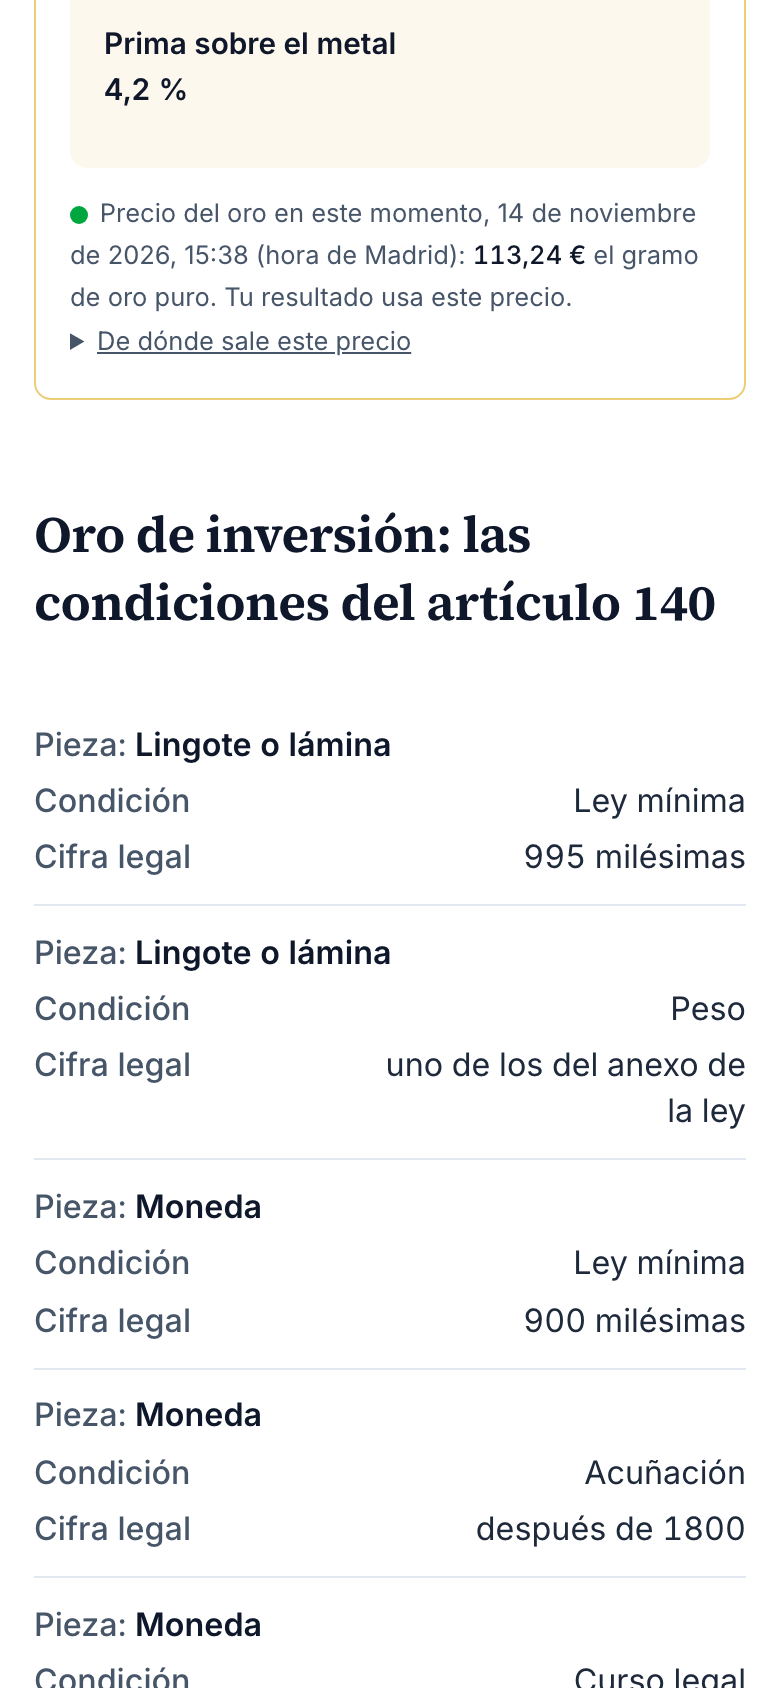 Prima sobre el metal
4,2 %
Precio del oro en este momento, 14 de noviembre
de 2026, 15:38 (hora de Madrid): 113,24 € el gramo
de oro puro. Tu resultado usa este precio.
De dónde sale este precio
Oro de inversión: las
condiciones del artículo 140
Pieza: Lingote o lámina
Condición Ley mínima
Cifra legal 995 milésimas
Pieza: Lingote o lámina
Condición Peso
Cifra legal uno de los del anexo de
la ley
Pieza: Moneda
Condición Ley mínima
Cifra legal 900 milésimas
Pieza: Moneda
Condición Acuñación
Cifra legal después de 1800
Pieza: Moneda
Condición Curso legal